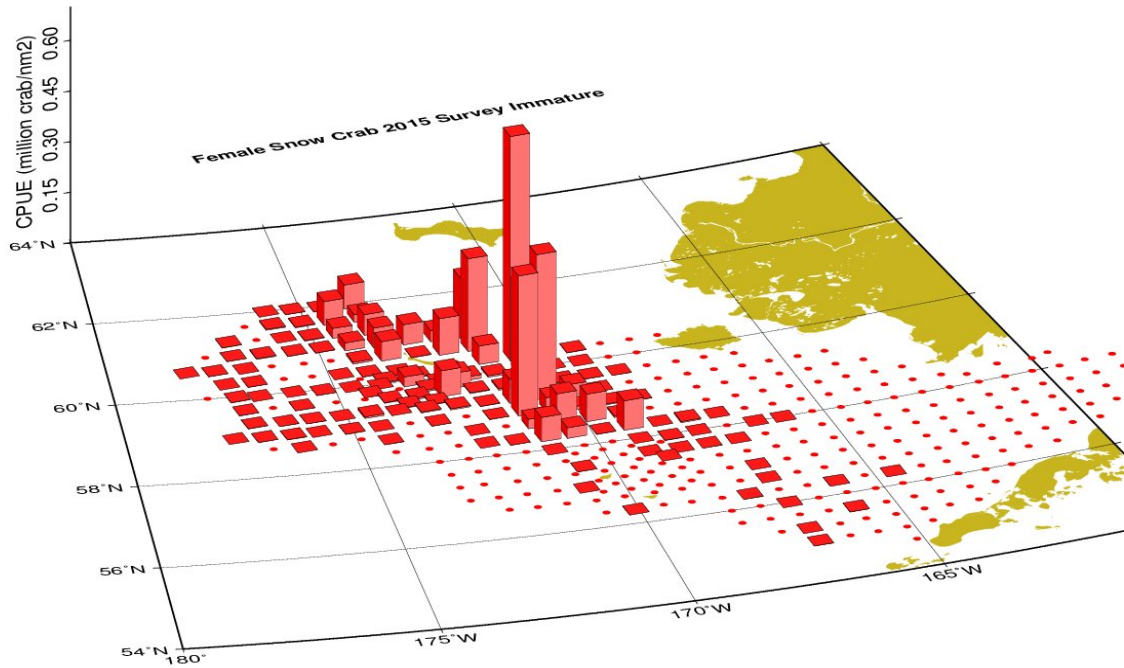 0.60
0.45
0.30
0.15
CPUE (million crab/nm2)
Female Snow Crab 2015 Survey Immature
64°N
62°N
60°N
58°N
56°N
54°N
180°
175°W
170°W
165°W